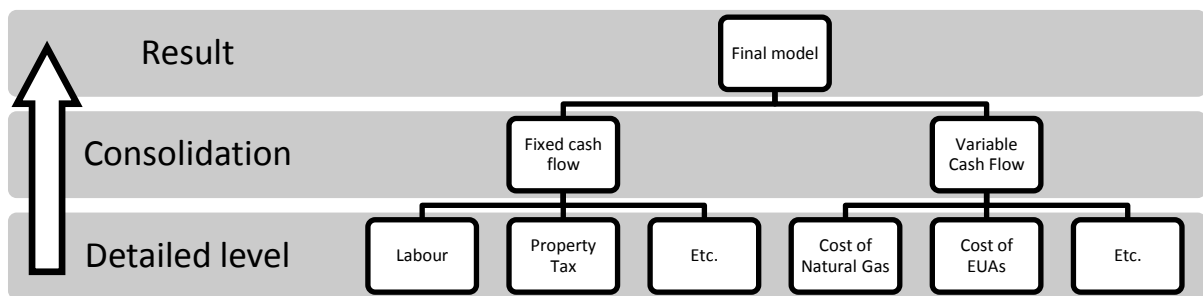 Result
Final model
Consolidation
Fixed cash
flow
Variable
Cash Flow
Detailed level
Labour
Property
Tax
Etc.
Cost of
Natural Gas
Cost of
EUAs
Etc.